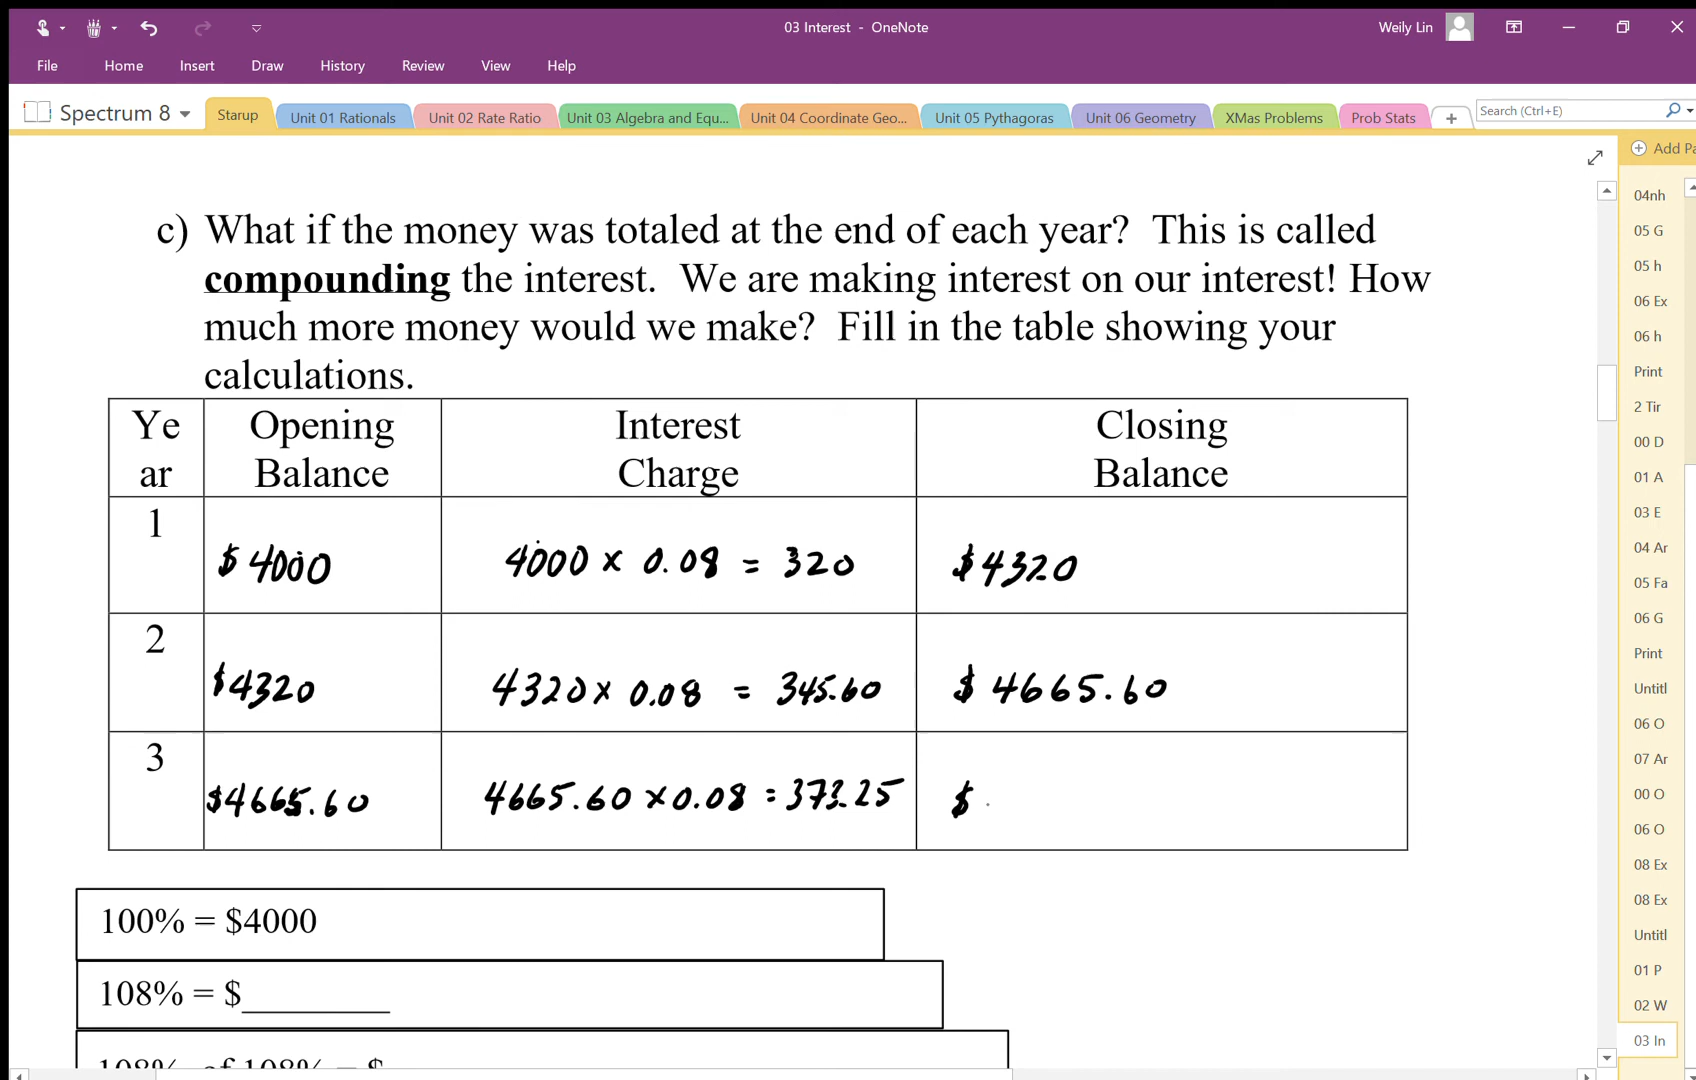 03 Interest - OneNote
Weily Lin
File Home Insert Draw History Review View Help
Spectrum 8
Starup Unit 01 Rationals Unit 02 Rate Ratio Unit 03 Algebra and Equ... Unit 04 Coordinate Geo... Unit 05 Pythagoras Unit 06 Geometry XMas Problems Prob Stats + Search (Ctrl+E)
c) What if the money was totaled at the end of each year? This is called
compounding the interest. We are making interest on our interest! How
much more money would we make? Fill in the table showing your
calculations.
Ye
ar
Opening
Balance
Interest
Charge
Closing
Balance
1 $4000 4000 x 0.08 = 320 $4320
2 $4320 4320 x 0.08 = 345.60 $4665.60
3 $4665.60 4665.60 x 0.08 = 373.25 $
100% = $4000
108% = $________
108% of 108% = $
Add Pa
04nh
05 G
05 h
06 Ex
06 h
Print
2 Tir
00 D
01 A
03 E
04 Ar
05 Fa
06 G
Print
Untitl
06 O
07 Ar
00 O
06 O
08 Ex
08 Ex
Untitl
01 P
02 W
03 In